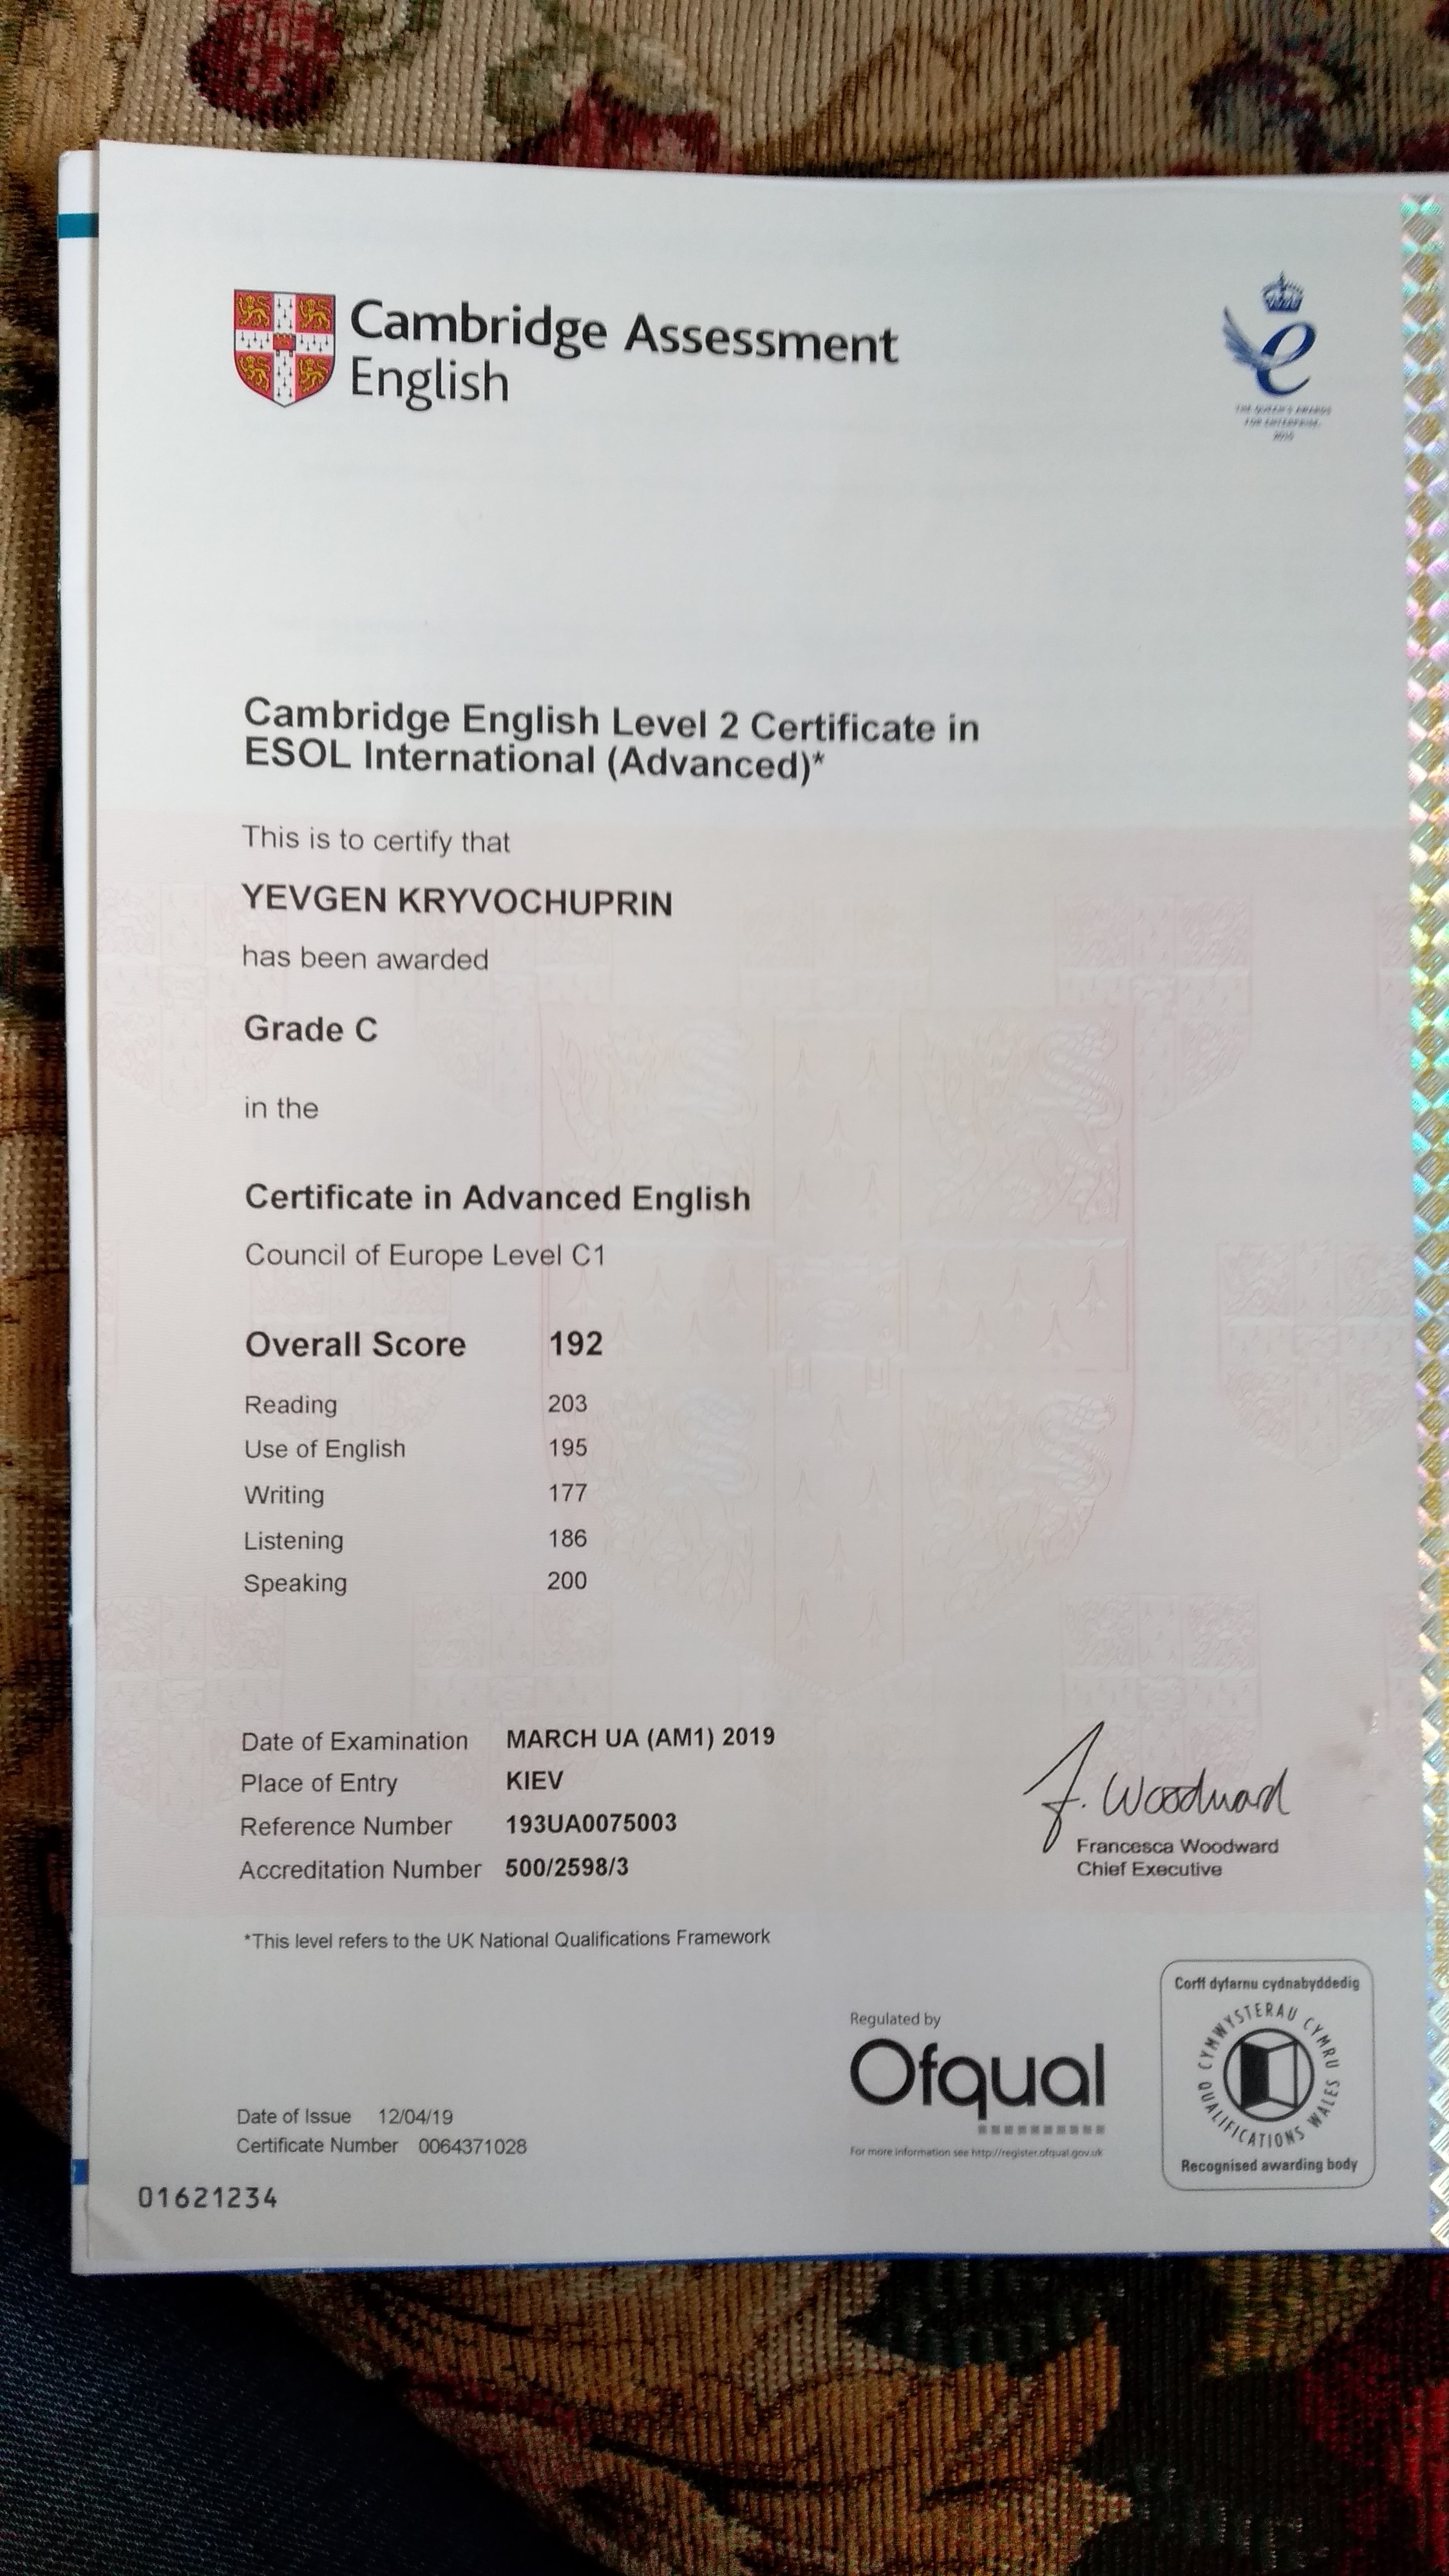 Cambridge Assessment
English
THE QUEEN'S AWARDS
FOR ENTERPRISE:
2015
Cambridge English Level 2 Certificate in
ESOL International (Advanced)*
This is to certify that
YEVGEN KRYVOCHUPRIN
has been awarded
Grade C
in the
Certificate in Advanced English
Council of Europe Level C1
Overall Score 192
Reading 203
Use of English 195
Writing 177
Listening 186
Speaking 200
Date of Examination MARCH UA (AM1) 2019
Place of Entry KIEV
Reference Number 193UA0075003
Accreditation Number 500/2598/3
F. Woodward
Francesca Woodward
Chief Executive
*This level refers to the UK National Qualifications Framework
Regulated by
Ofqual
For more information see http://register.ofqual.gov.uk
Corff dyfarnu cydnabyddedig
CYMWYSTERAU CYMRU
QUALIFICATIONS WALES
Recognised awarding body
Date of Issue 12/04/19
Certificate Number 0064371028
01621234